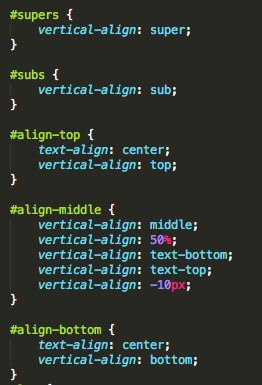 #supers {
    vertical-align: super;
}

#subs {
    vertical-align: sub;
}

#align-top {
    text-align: center;
    vertical-align: top;
}

#align-middle {
    vertical-align: middle;
    vertical-align: 50%;
    vertical-align: text-bottom;
    vertical-align: text-top;
    vertical-align: -10px;
}

#align-bottom {
    text-align: center;
    vertical-align: bottom;
}